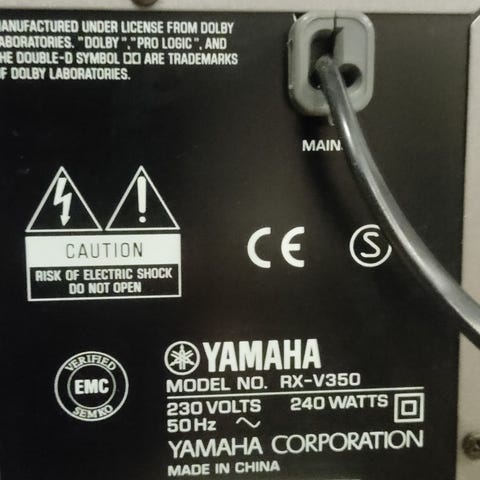 MANUFACTURED UNDER LICENSE FROM DOLBY
LABORATORIES. "DOLBY", "PRO LOGIC", AND
THE DOUBLE-D SYMBOL ARE TRADEMARKS
OF DOLBY LABORATORIES.
MAINS
CAUTION
RISK OF ELECTRIC SHOCK
DO NOT OPEN
CE
S
VERIFIED
EMC
SEMKO
YAMAHA
MODEL NO. RX-V350
230 VOLTS 240 WATTS
50 Hz ~
YAMAHA CORPORATION
MADE IN CHINA